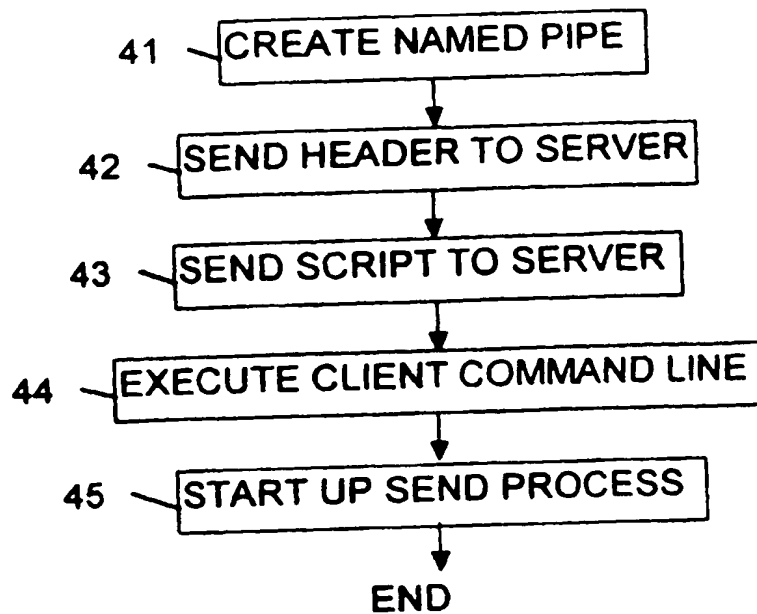 41 CREATE NAMED PIPE
42 SEND HEADER TO SERVER
43 SEND SCRIPT TO SERVER
44 EXECUTE CLIENT COMMAND LINE
45 START UP SEND PROCESS
END